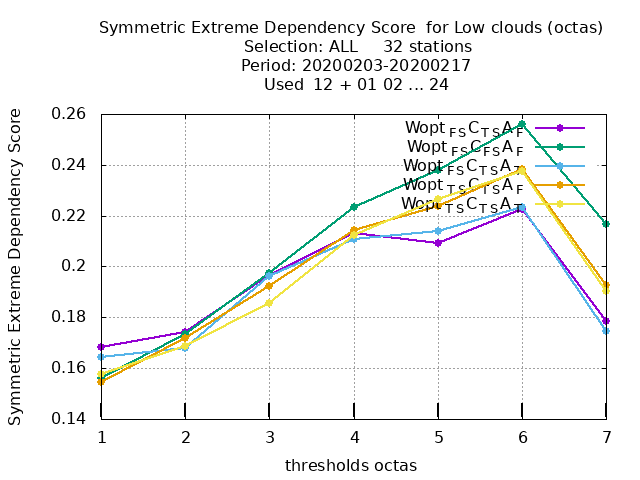 Symmetric Extreme Dependency Score for Low clouds (octas)
Selection: ALL 32 stations
Period: 20200203-20200217
Used 12 + 01 02 ... 24
Symmetric Extreme Dependency Score
0.26
0.24
0.22
0.2
0.18
0.16
0.14
Wopt FS C TS A F
Wopt FS C FS A F
Wopt FS C TS A T
Wopt TS C TS A F
Wopt TS C TS A T
1 2 3 4 5 6 7
thresholds octas